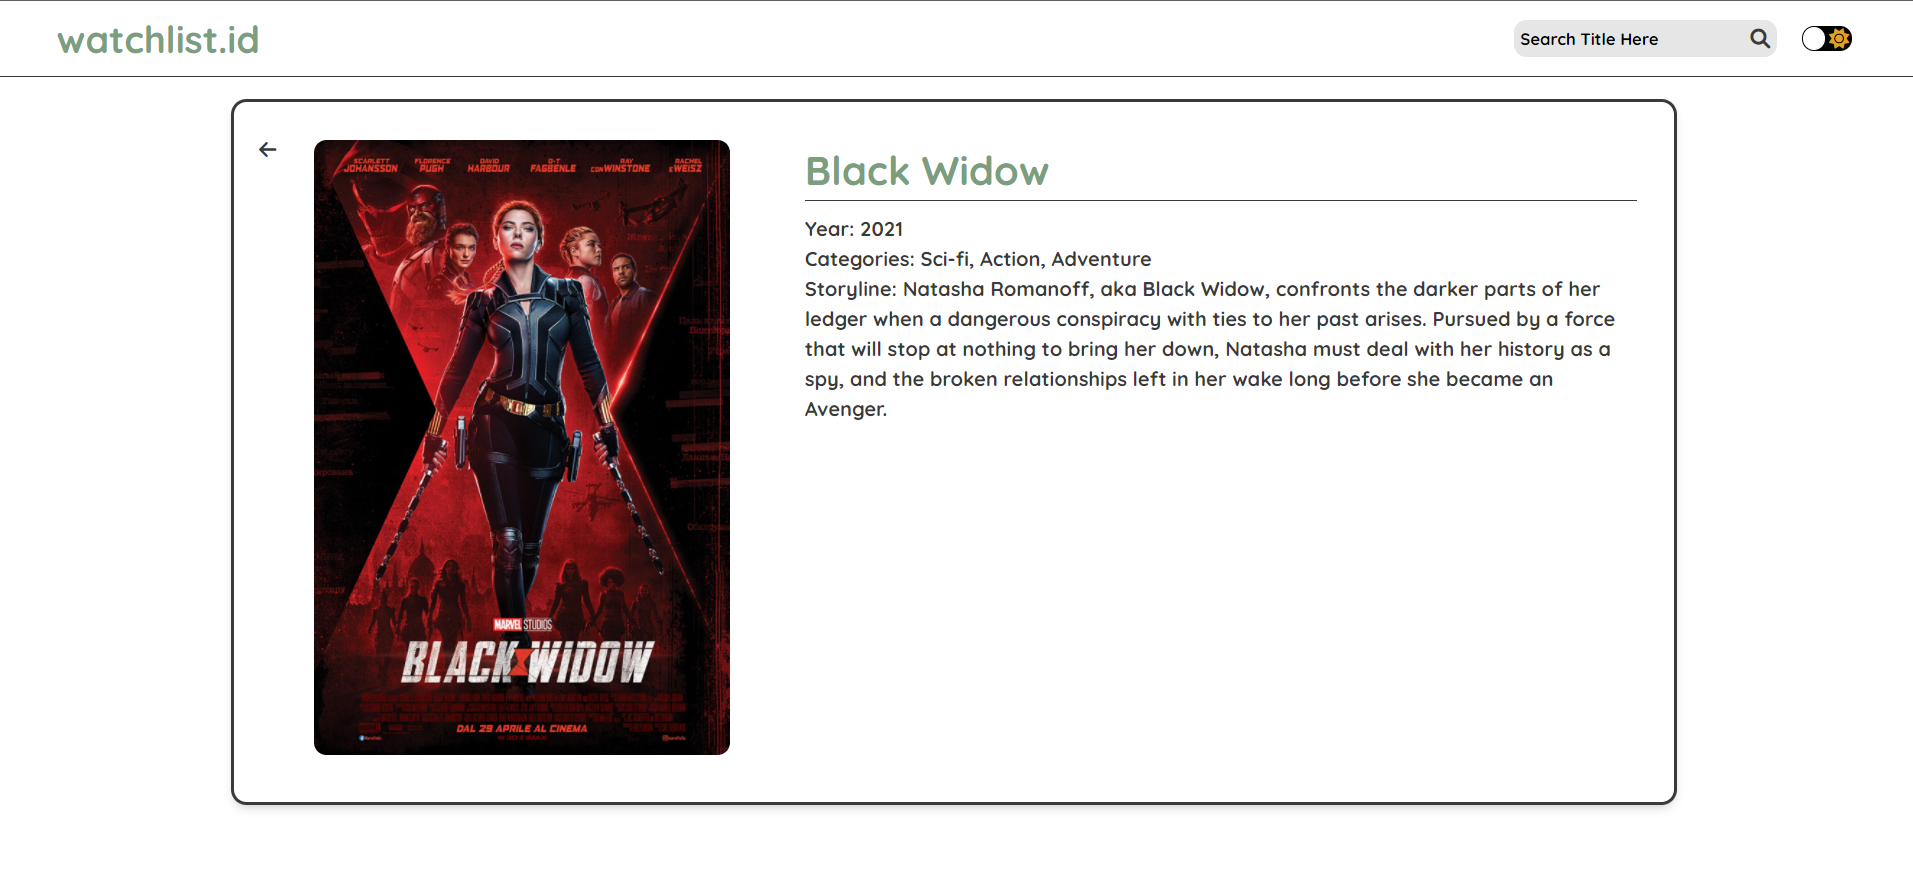 watchlist.id
Search Title Here
SCARLETT JOHANSSON FLORENCE PUGH DAVID HARBOUR O-T FAGBENLE RAY CON WINSTONE RACHEL E WEISZ
MARVEL STUDIOS
BLACK WIDOW
DAL 29 APRILE AL CINEMA
Black Widow
Year: 2021
Categories: Sci-fi, Action, Adventure
Storyline: Natasha Romanoff, aka Black Widow, confronts the darker parts of her
ledger when a dangerous conspiracy with ties to her past arises. Pursued by a force
that will stop at nothing to bring her down, Natasha must deal with her history as a
spy, and the broken relationships left in her wake long before she became an
Avenger.